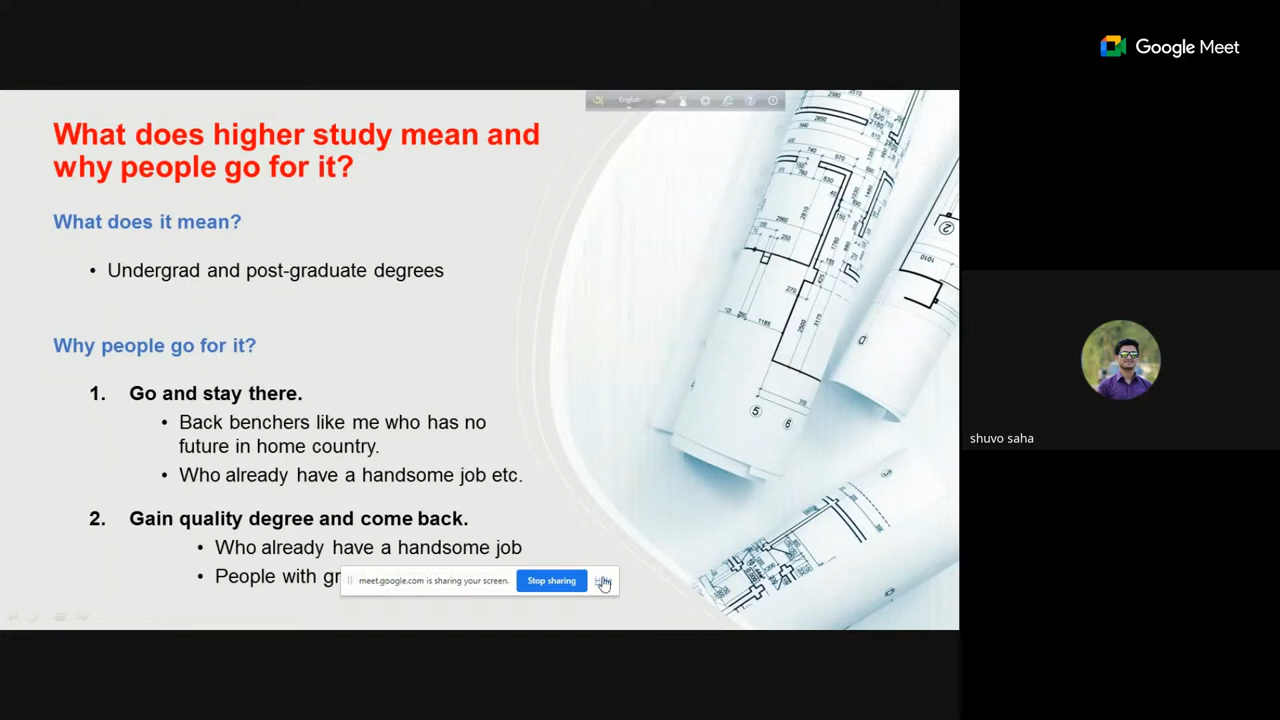 Google Meet
English
What does higher study mean and
why people go for it?
What does it mean?
• Undergrad and post-graduate degrees
Why people go for it?
1. Go and stay there.
• Back benchers like me who has no
future in home country.
• Who already have a handsome job etc.
2. Gain quality degree and come back.
• Who already have a handsome job
• People with gr
meet.google.com is sharing your screen.
Stop sharing
Hide
shuvo saha